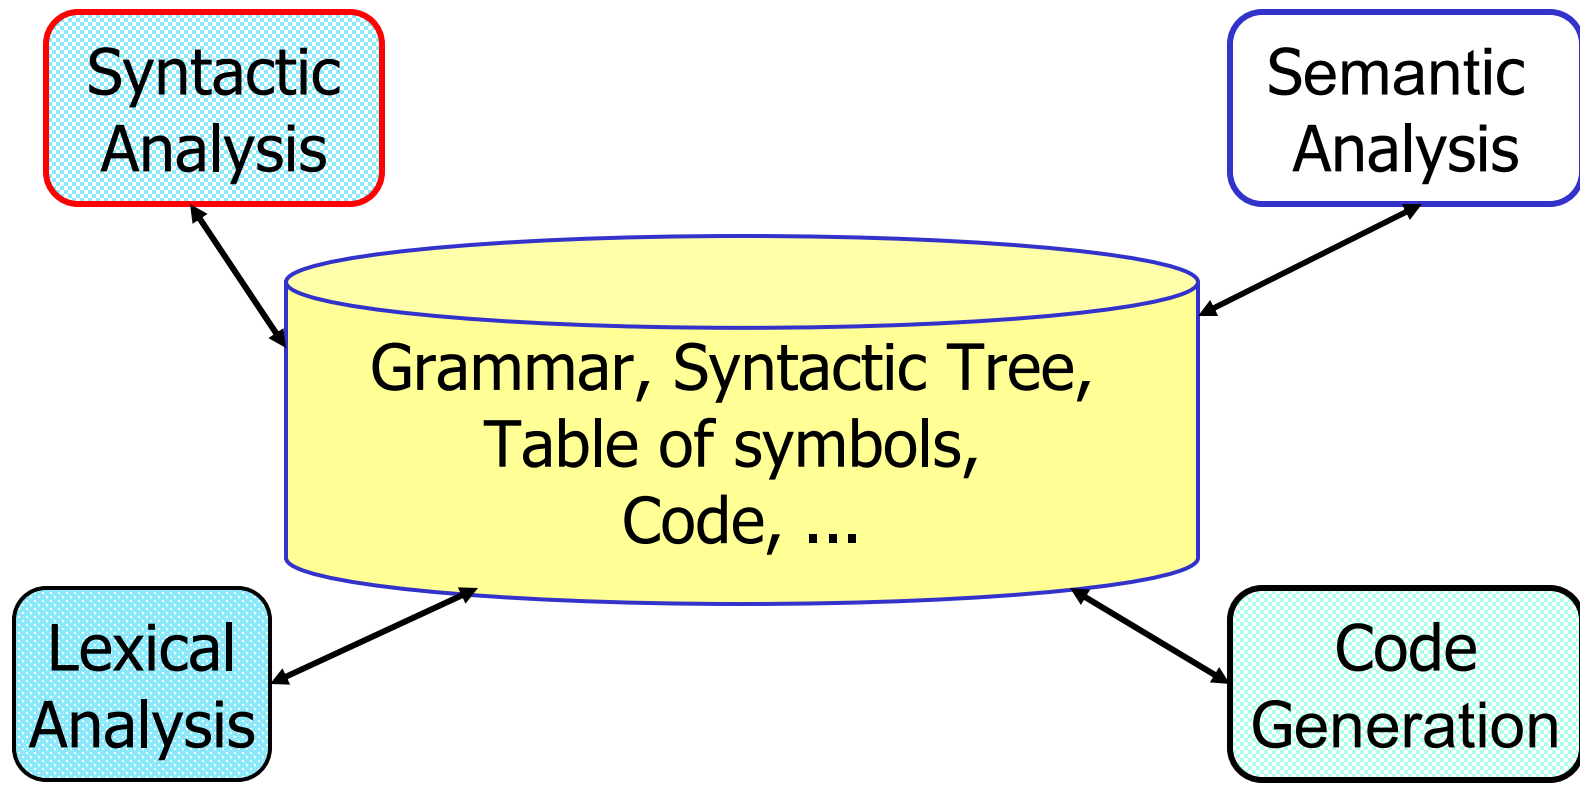 Syntactic
Analysis
Semantic
Analysis
Grammar, Syntactic Tree,
Table of symbols,
Code, ...
Lexical
Analysis
Code
Generation